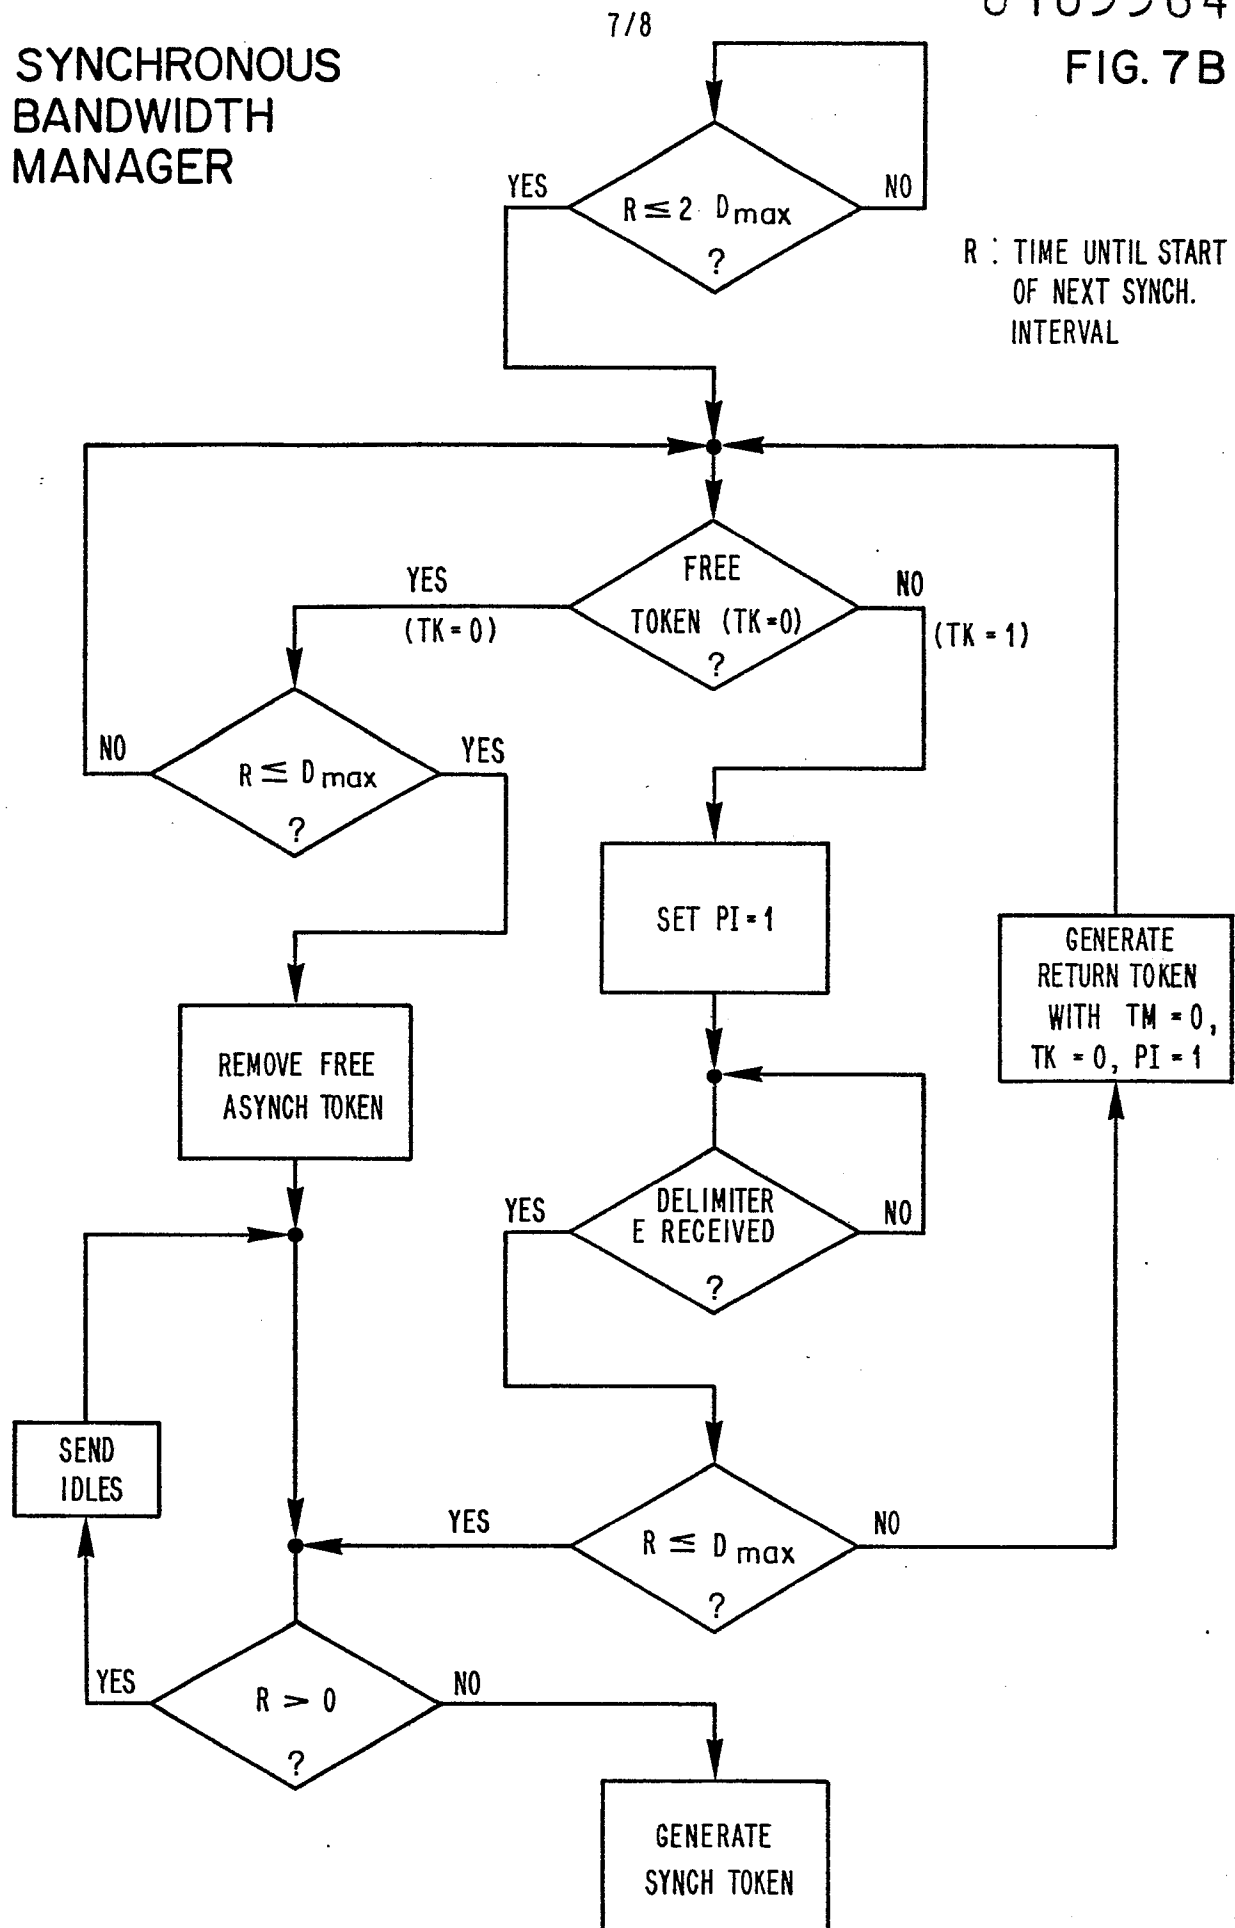 7/8
FIG. 7B
SYNCHRONOUS
BANDWIDTH
MANAGER
YES
NO
R ≤ 2 Dmax
?
R : TIME UNTIL START
OF NEXT SYNCH.
INTERVAL
FREE
TOKEN (TK=0)
?
YES
(TK=0)
NO
(TK=1)
NO
YES
R ≤ Dmax
?
SET PI=1
GENERATE
RETURN TOKEN
WITH TM=0,
TK=0, PI=1
REMOVE FREE
ASYNCH TOKEN
YES
NO
DELIMITER
E RECEIVED
?
SEND
IDLES
YES
NO
R ≤ Dmax
?
YES
NO
R > 0
?
GENERATE
SYNCH TOKEN